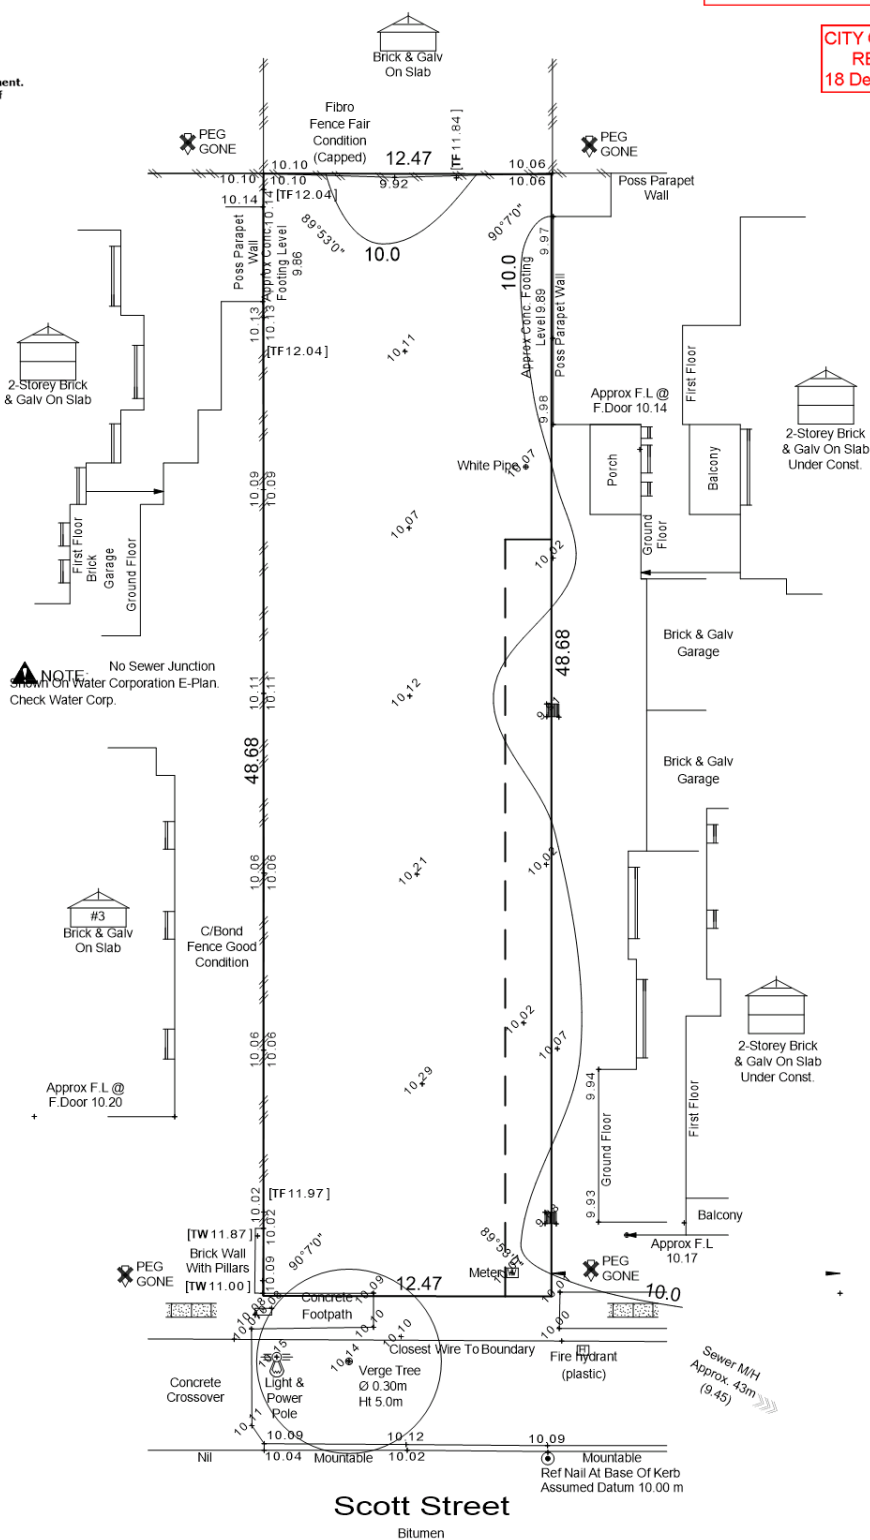 CITY
18 De
Brick & Galv
On Slab
Fibro
Fence Fair
Condition
(Capped)
[TF 11.84]
PEG
GONE
12.47
PEG
GONE
10.10
10.06
10.10
10.10
9.92
10.06
Poss Parapet
Wall
10.14
10.14
[TF12.04]
89°53'0"
90°7'0"
10.0
10.0
9.97
Poss Parapet
Wall
Approx Conc.
Footing Level
9.86
Approx Conc. Footing
Level 9.89
Poss Parapet Wall
10.13
10.13
[TF12.04]
10.11
First Floor
2-Storey Brick
& Galv On Slab
Approx F.L @
F.Door 10.14
9.98
2-Storey Brick
& Galv On Slab
Under Const.
White Pipe
10.07
Porch
Balcony
10.09
10.09
10.07
First Floor
Brick
Garage
Ground Floor
10.02
Ground
Floor
48.68
Brick & Galv
Garage
NOTE:
No Sewer Junction
Shown On Water Corporation E-Plan.
Check Water Corp.
10.11
10.11
10.12
48.68
Brick & Galv
Garage
10.06
10.06
10.21
10.02
#3
Brick & Galv
On Slab
C/Bond
Fence Good
Condition
10.02
10.07
10.06
10.06
10.29
2-Storey Brick
& Galv On Slab
Under Const.
Approx F.L @
F.Door 10.20
9.94
Ground Floor
First Floor
9.93
[TF11.97]
10.02
10.02
[TW11.87]
Balcony
Brick Wall
With Pillars
90°7'0"
89°53'0"
Approx F.L
10.17
PEG
GONE
[TW11.00]
10.09
Meter
PEG
GONE
12.47
10.0
10.09
Concrete
Footpath
10.08
10.10
10.10
10.00
Closest Wire To Boundary
H
Fire hydrant
(plastic)
Sewer M/H
Approx. 43m
(9.45)
10.15
10.14
Concrete
Crossover
Light &
Power
Pole
Verge Tree
Ø 0.30m
Ht 5.0m
10.11
10.09
10.12
10.09
Nil
10.04
Mountable
10.02
Mountable
Ref Nail At Base Of Kerb
Assumed Datum 10.00 m
Scott Street
Bitumen